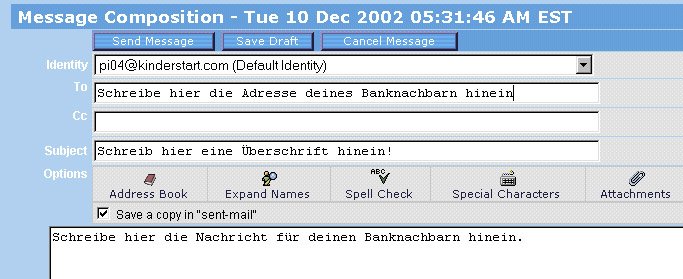 Message Composition - Tue 10 Dec 2002 05:31:46 AM EST
Send Message Save Draft Cancel Message
Identity pi04@kinderstart.com (Default Identity)
To Schreibe hier die Adresse deines Banknachbarn hinein
Cc
Subject Schreib hier eine Überschrift hinein!
Options
ABC
Address Book Expand Names Spell Check Special Characters Attachments
Save a copy in "sent-mail"
Schreibe hier die Nachricht für deinen Banknachbarn hinein.